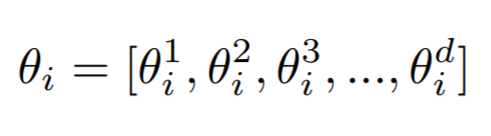 θ_i = [θ_i^1, θ_i^2, θ_i^3, ..., θ_i^d]